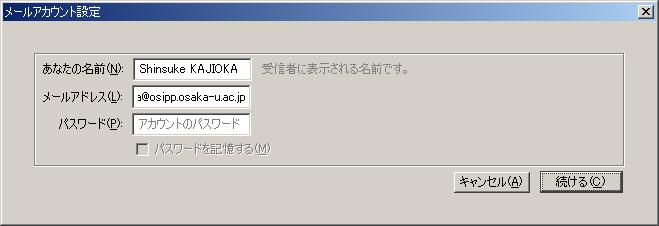 メールアカウント設定
あなたの名前(N): Shinsuke KAJIOKA 受信者に表示される名前です。
メールアドレス(L): a@osipp.osaka-u.ac.jp
パスワード(P): アカウントのパスワード
パスワードを記憶する(M)
キャンセル(A) 続ける(C)